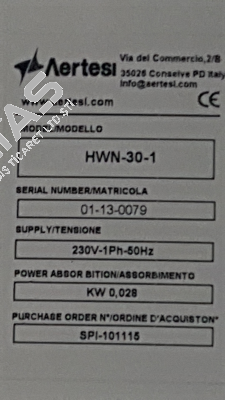 Aertesi
Via del Commercio,2/B
35026 Conselve PD Italy
info@aertesi.com
www.aertesi.com
CE
MODEL/MODELLO
HWN-30-1
SERIAL NUMBER/MATRICOLA
01-13-0079
SUPPLY/TENSIONE
230V-1Ph-50Hz
POWER ABSOR BITION/ASSORBIMENTO
KW 0,028
PURCHASE ORDER N°/ORDINE D'ACQUISTON°
SPI-101115